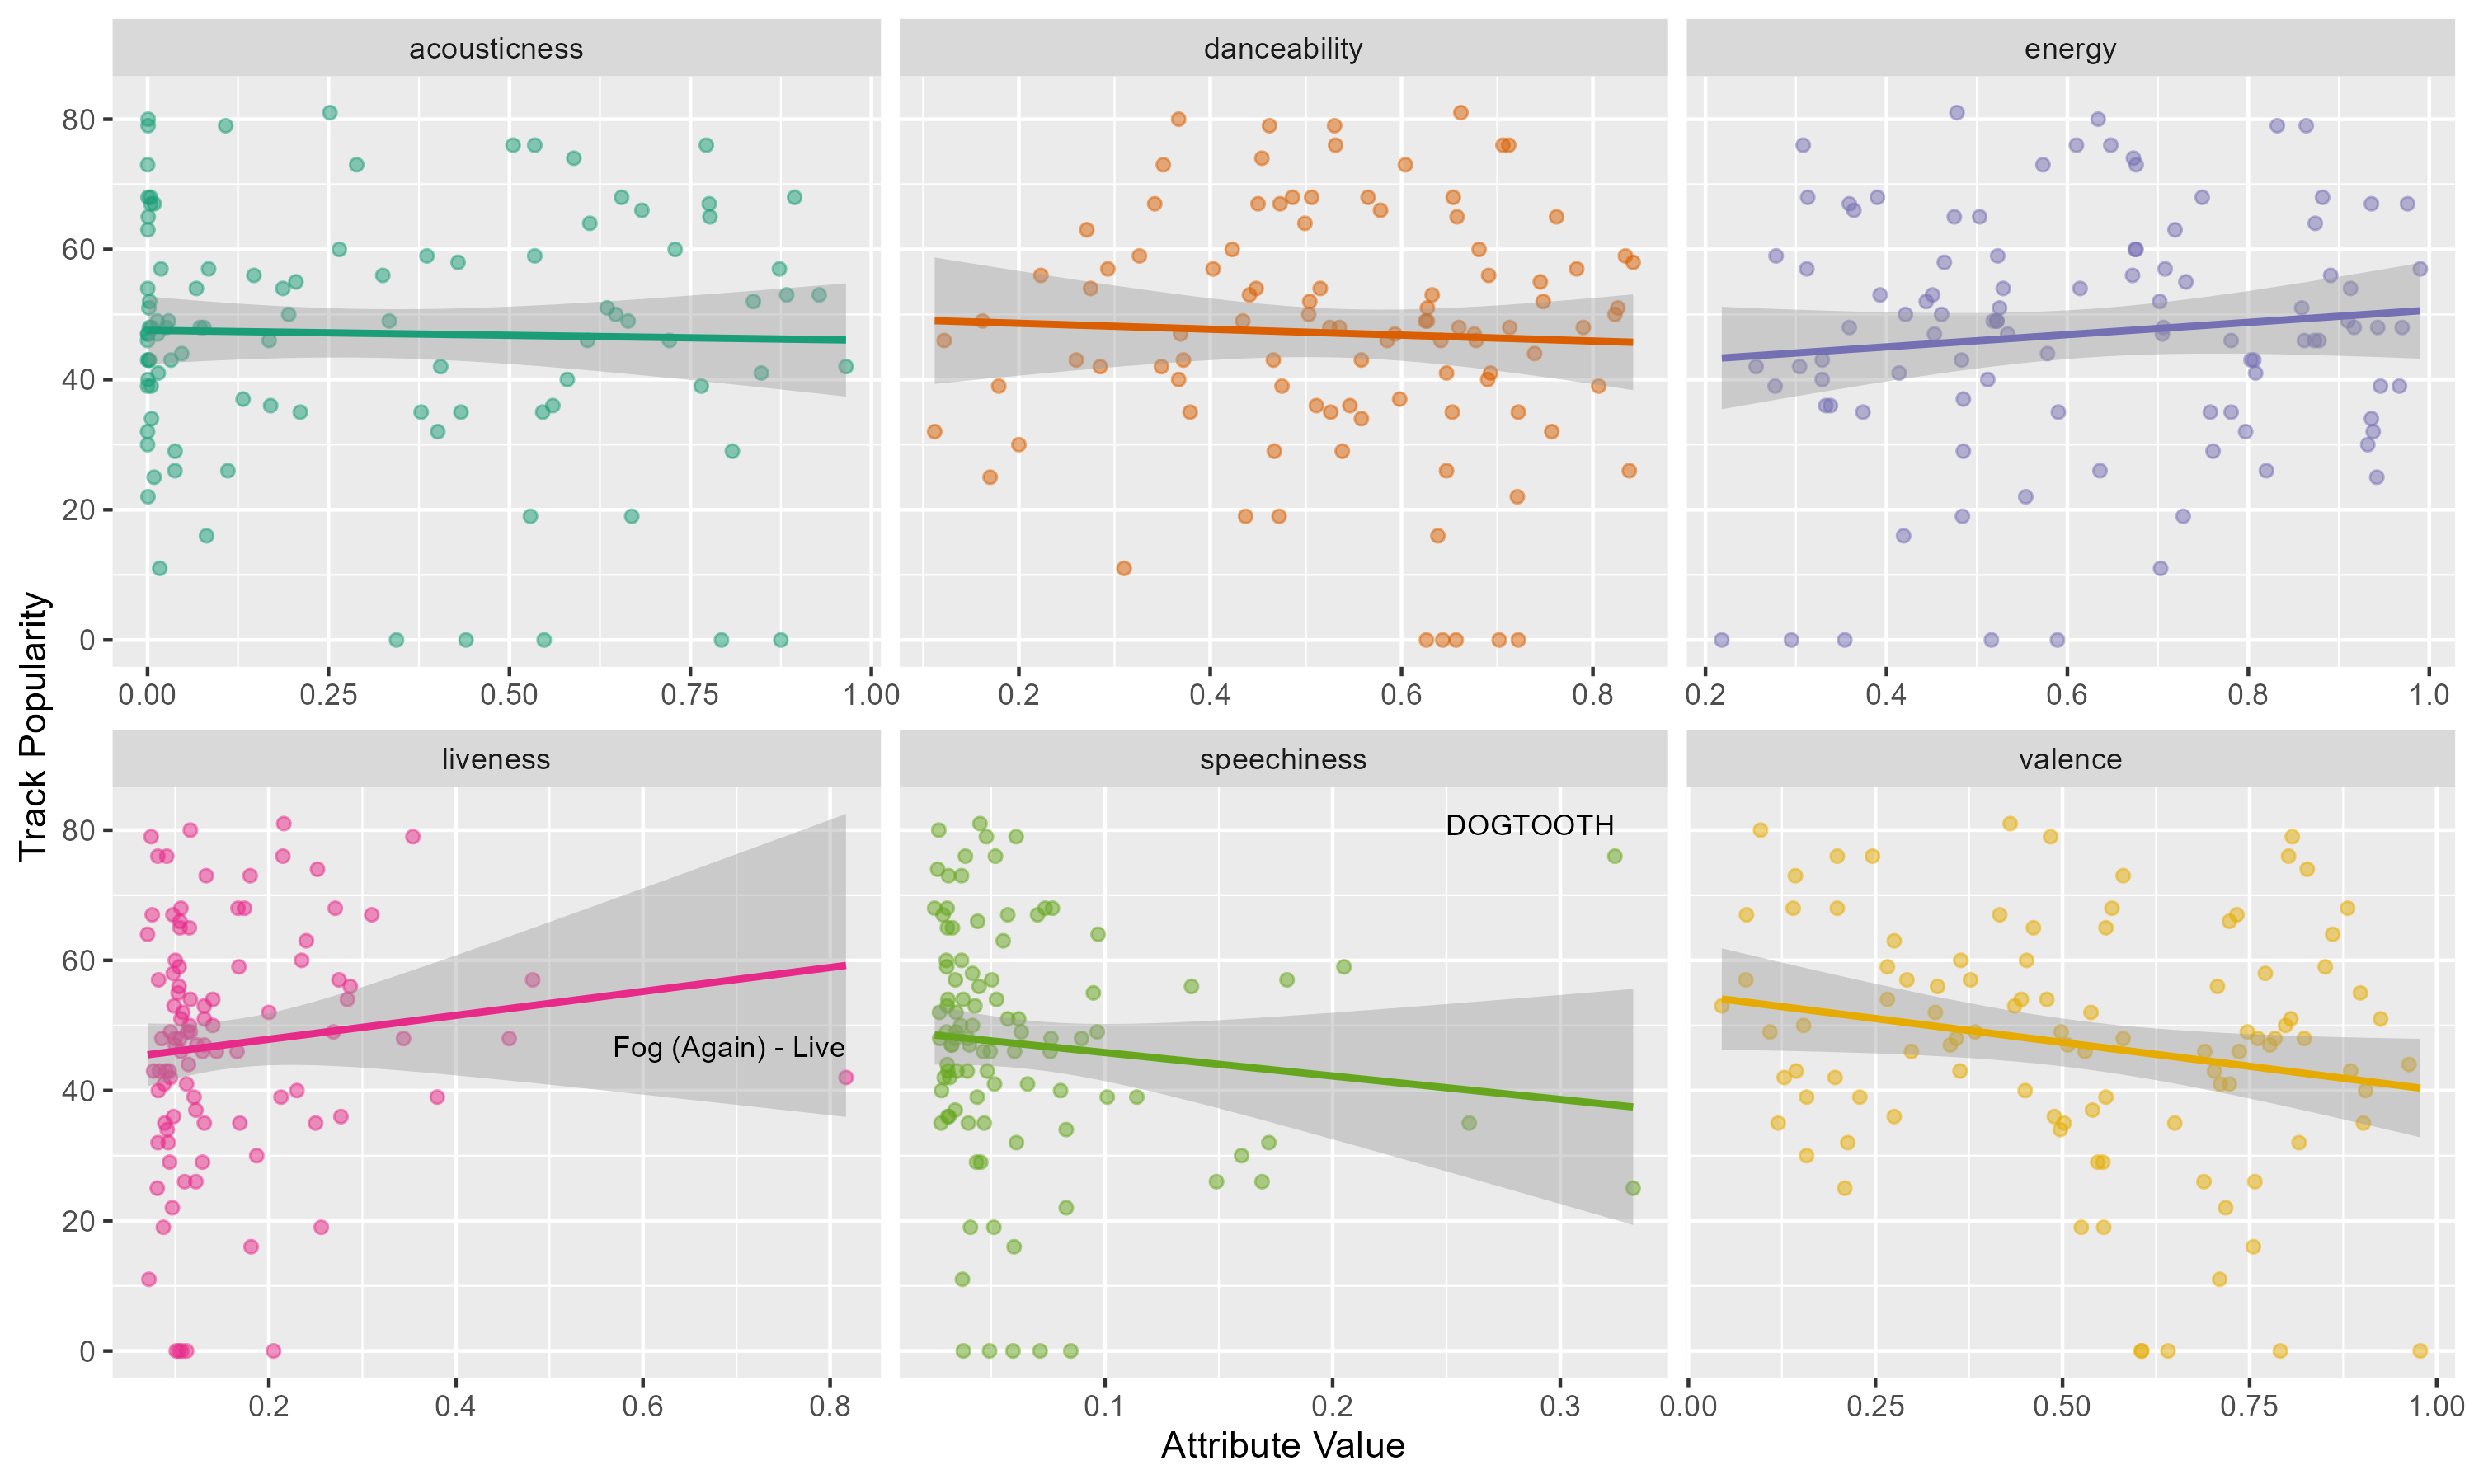 acousticness
danceability
energy
80
60
40
20
0
0.00 0.25 0.50 0.75 1.00
0.2 0.4 0.6 0.8
0.2 0.4 0.6 0.8 1.0
Track Popularity
liveness
speechiness
valence
80
60
40
20
0
Fog (Again) - Live
DOGTOOTH
0.2 0.4 0.6 0.8
0.1 0.2 0.3
0.00 0.25 0.50 0.75 1.00
Attribute Value